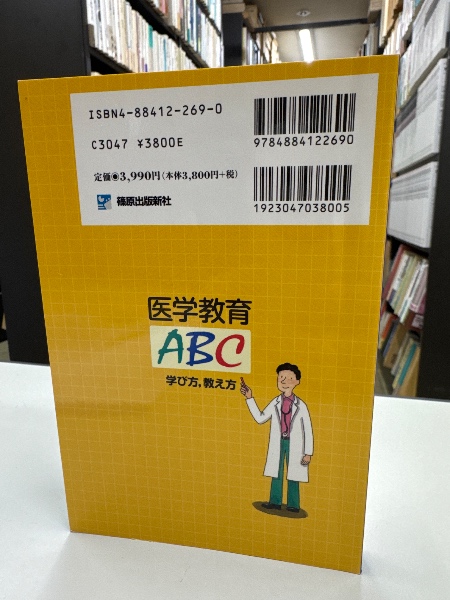 ISBN4-88412-269-0
C3047 ¥3800E
定価◉3,990円(本体3,800円+税)
篠原出版新社
9784884122690
1923047038005
医学教育
ABC
学び方,教え方